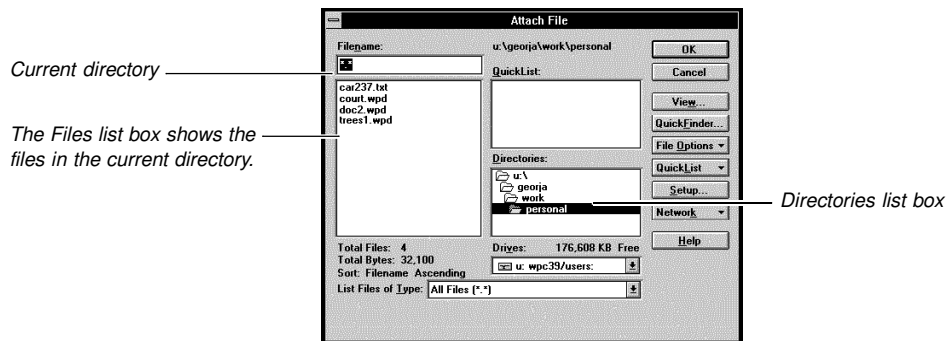 Attach File
Filename:
*.*
car237.txt
court.wpd
doc2.wpd
trees1.wpd
Total Files: 4
Total Bytes: 32,100
Sort: Filename Ascending
List Files of Type: All Files (*.*)
u:\georja\work\personal
QuickList:
Directories:
u:\
georja
work
personal
Drives: 176,608 KB Free
u: wpc39/users:
OK
Cancel
View...
QuickFinder...
File Options
QuickList
Setup...
Network
Help
Current directory
The Files list box shows the
files in the current directory.
Directories list box